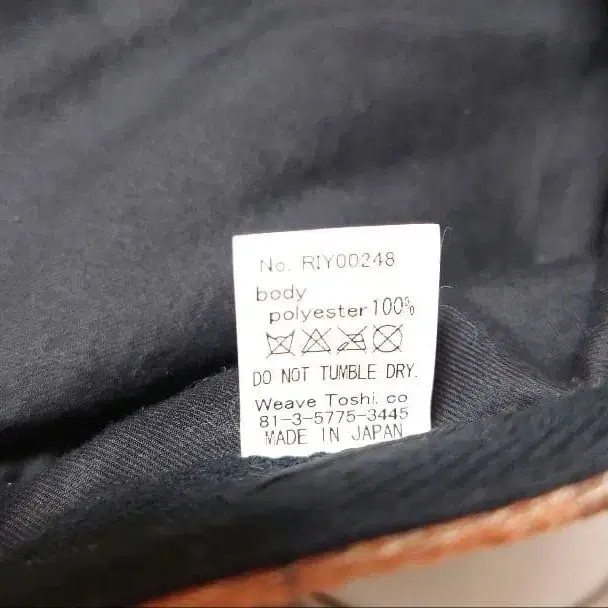 No. RIY00248
body
polyester 100%
DO NOT TUMBLE DRY.
Weave Toshi. co
81-3-5775-3445
MADE IN JAPAN